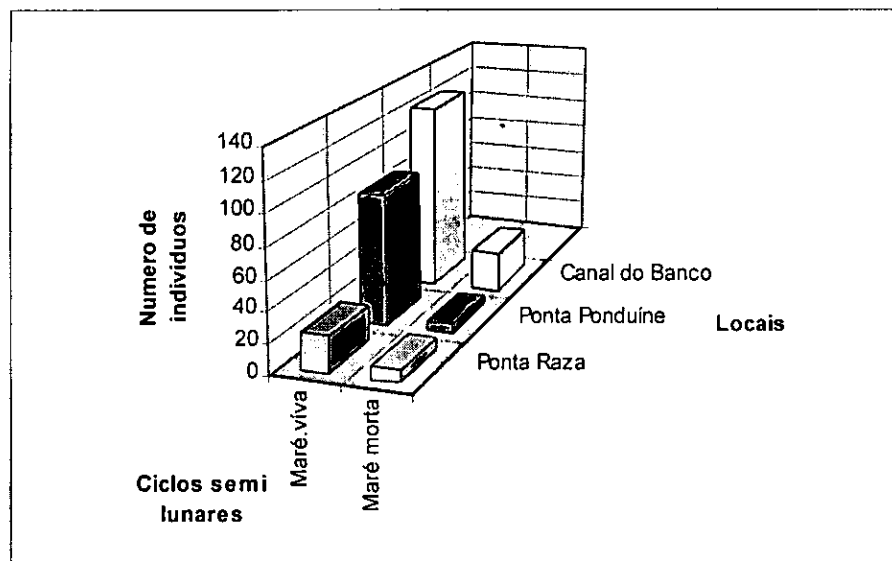 140
120
100
80
60
40
20
0
Numero de
individuos
Maré.viva
Maré morta
Ciclos semi
lunares
Canal do Banco
Ponta Ponduíne
Ponta Raza
Locais